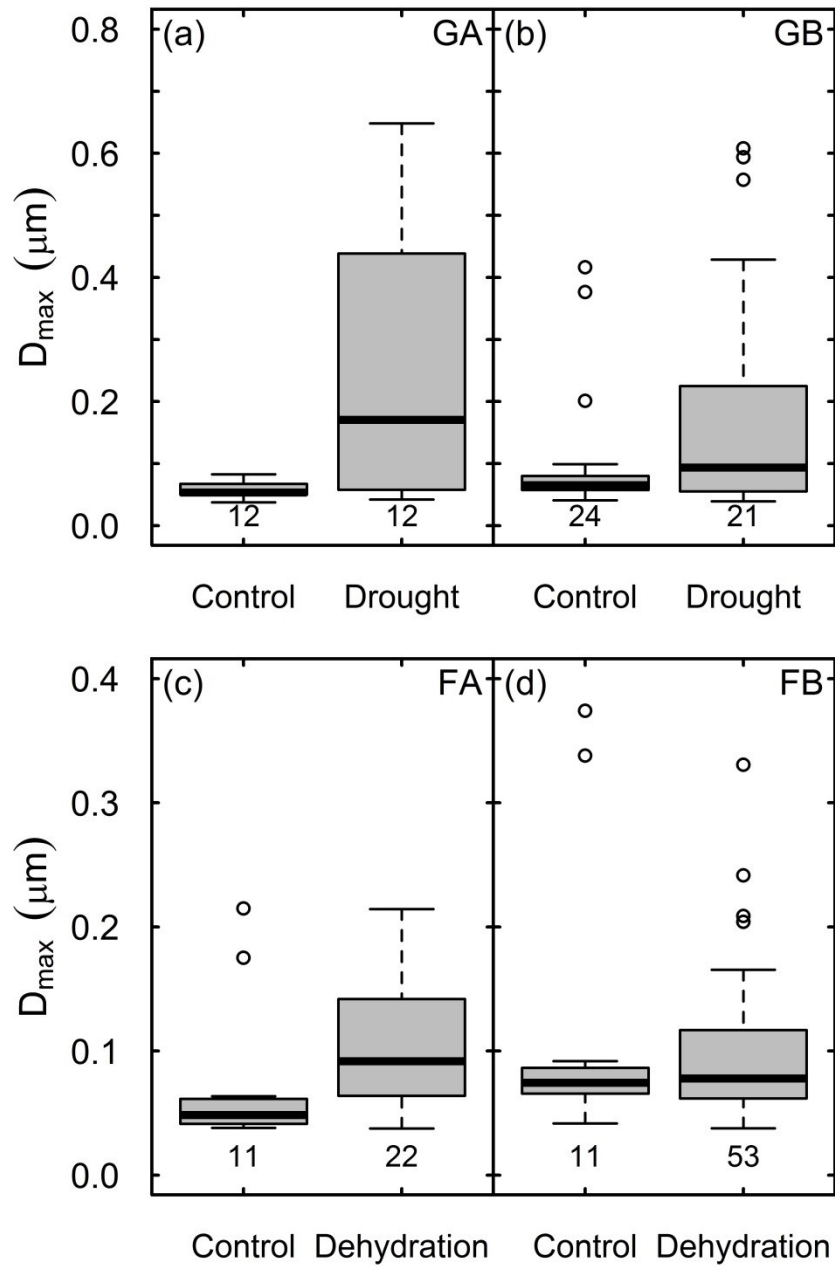 (a) GA (b) GB
0.8
0.6
0.4
0.2
0.0
D_max (μm)
12 12 24 21
Control Drought Control Drought
(c) FA (d) FB
0.4
0.3
0.2
0.1
0.0
D_max (μm)
11 22 11 53
Control Dehydration Control Dehydration